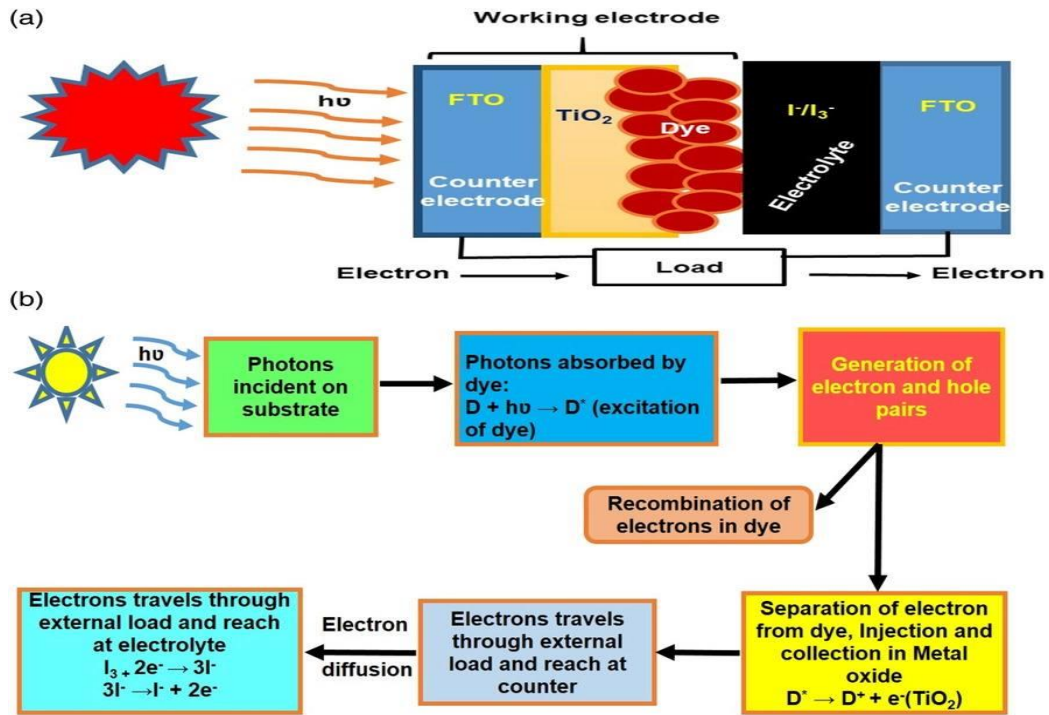 (a)
Working electrode
hυ
FTO
Counter
electrode
TiO₂
Dye
I⁻/I₃⁻
Electrolyte
FTO
Counter
electrode
Electron
Load
Electron
(b)
hυ
Photons
incident on
substrate
Photons absorbed by
dye:
D + hυ → D* (excitation
of dye)
Generation of
electron and hole
pairs
Recombination of
electrons in dye
Separation of electron
from dye, Injection and
collection in Metal
oxide
D* → D⁺ + e⁻(TiO₂)
Electrons travels
through external
load and reach at
counter
Electron
diffusion
Electrons travels through
external load and reach
at electrolyte
I₃ ₊ 2e⁻ → 3I⁻
3I⁻ →I⁻ + 2e⁻